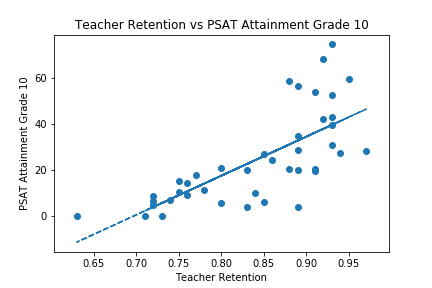 Teacher Retention vs PSAT Attainment Grade 10
PSAT Attainment Grade 10
60
40
20
0
0.65 0.70 0.75 0.80 0.85 0.90 0.95
Teacher Retention